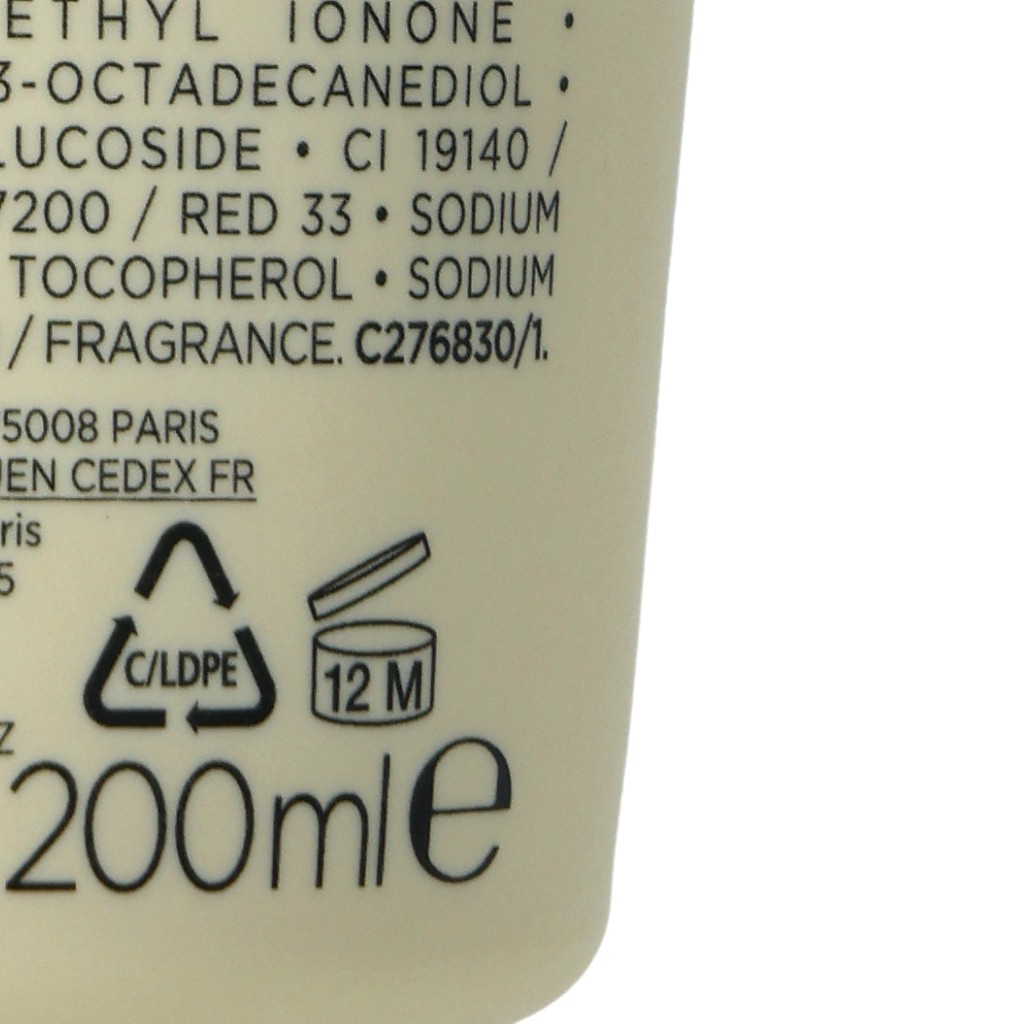 ETHYL IONONE •
3-OCTADECANEDIOL •
LUCOSIDE • CI 19140 /
7200 / RED 33 • SODIUM
TOCOPHEROL • SODIUM
/ FRAGRANCE. C276830/1.
5008 PARIS
UEN CEDEX FR
ris
5
C/LDPE
12 M
Z
200ml e